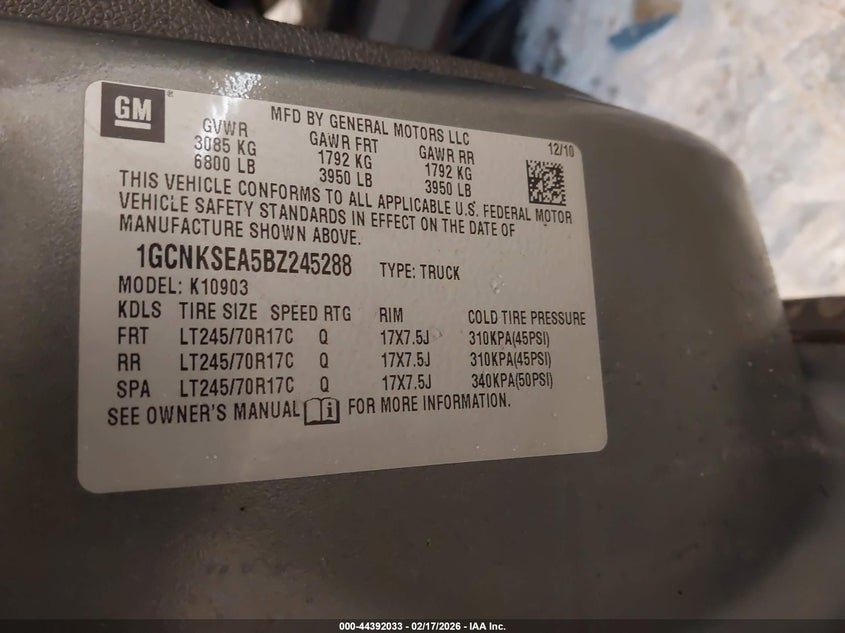 GM
MFD BY GENERAL MOTORS LLC
12/10
GVWR GAWR FRT GAWR RR
3085 KG 1792 KG 1792 KG
6800 LB 3950 LB 3950 LB
THIS VEHICLE CONFORMS TO ALL APPLICABLE U.S. FEDERAL MOTOR
VEHICLE SAFETY STANDARDS IN EFFECT ON THE DATE OF
MANUFACTURE SHOWN ABOVE.
1GCNKSEA5BZ245288 TYPE: TRUCK
MODEL: K10903
KDLS TIRE SIZE SPEED RTG RIM COLD TIRE PRESSURE
FRT LT245/70R17C Q 17X7.5J 310KPA(45PSI)
RR LT245/70R17C Q 17X7.5J 310KPA(45PSI)
SPA LT245/70R17C Q 17X7.5J 340KPA(50PSI)
SEE OWNER'S MANUAL i FOR MORE INFORMATION.
000-44392033 — 02/17/2026 — IAA Inc.